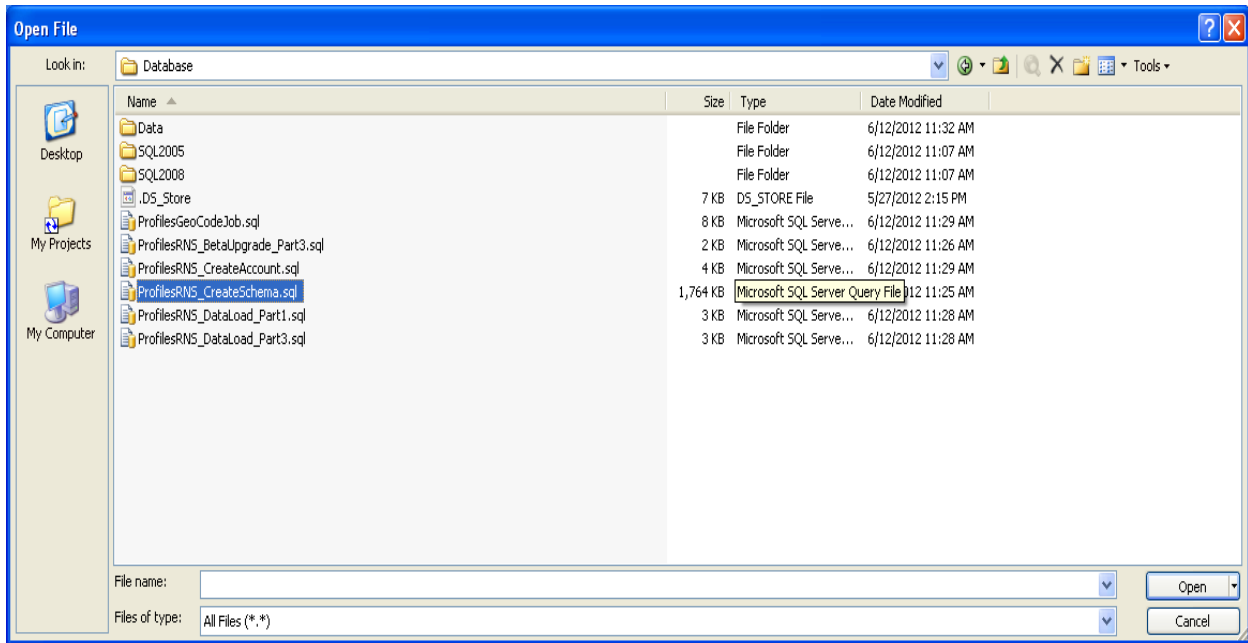 Open File
Look in: Database Tools
Name Size Type Date Modified
Desktop
My Projects
My Computer
Data File Folder 6/12/2012 11:32 AM
SQL2005 File Folder 6/12/2012 11:07 AM
SQL2008 File Folder 6/12/2012 11:07 AM
.DS_Store 7 KB DS_STORE File 5/27/2012 2:15 PM
ProfilesGeoCodeJob.sql 8 KB Microsoft SQL Serve... 6/12/2012 11:29 AM
ProfilesRNS_BetaUpgrade_Part3.sql 2 KB Microsoft SQL Serve... 6/12/2012 11:26 AM
ProfilesRNS_CreateAccount.sql 4 KB Microsoft SQL Serve... 6/12/2012 11:29 AM
ProfilesRNS_CreateSchema.sql 1,764 KB Microsoft SQL Server Query File 012 11:25 AM
ProfilesRNS_DataLoad_Part1.sql 3 KB Microsoft SQL Serve... 6/12/2012 11:28 AM
ProfilesRNS_DataLoad_Part3.sql 3 KB Microsoft SQL Serve... 6/12/2012 11:28 AM
File name: Open
Files of type: All Files (*.*) Cancel